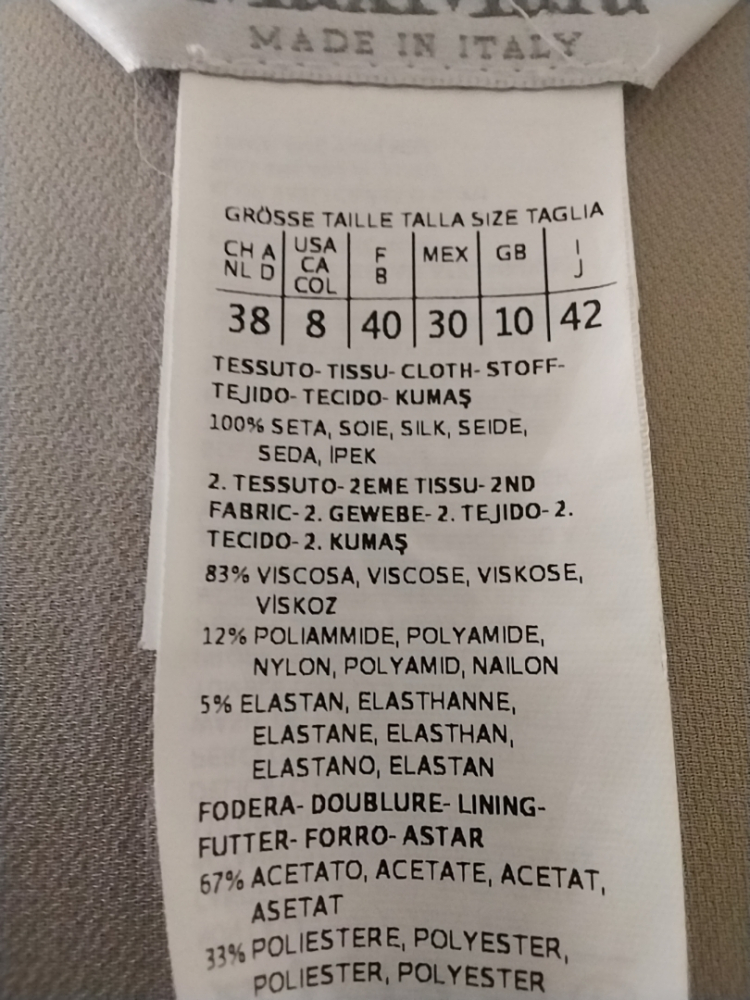 MaxMara
MADE IN ITALY
GRÖSSE TAILLE TALLA SIZE TAGLIA
CH A USA F MEX GB I
NL D CA B J
COL
38 8 40 30 10 42
TESSUTO- TISSU- CLOTH- STOFF-
TEJIDO- TECIDO- KUMAŞ
100% SETA, SOIE, SILK, SEIDE,
SEDA, İPEK
2. TESSUTO- 2EME TISSU- 2ND
FABRIC- 2. GEWEBE- 2. TEJIDO- 2.
TECIDO- 2. KUMAŞ
83% VISCOSA, VISCOSE, VISKOSE,
VİSKOZ
12% POLIAMMIDE, POLYAMIDE,
NYLON, POLYAMID, NAILON
5% ELASTAN, ELASTHANNE,
ELASTANE, ELASTHAN,
ELASTANO, ELASTAN
FODERA- DOUBLURE- LINING-
FUTTER- FORRO- ASTAR
67% ACETATO, ACETATE, ACETAT,
ASETAT
33% POLIESTERE, POLYESTER,
POLIESTER, POLYESTER